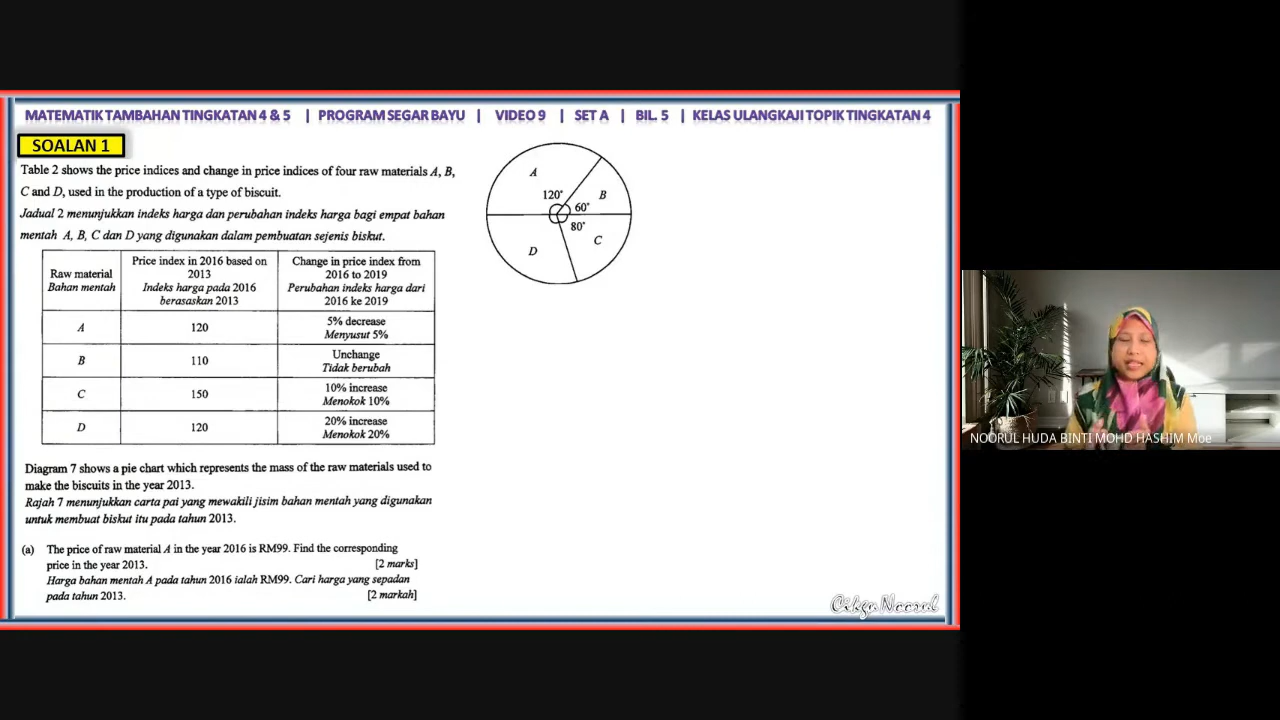 MATEMATIK TAMBAHAN TINGKATAN 4 & 5 | PROGRAM SEGAR BAYU | VIDEO 9 | SET A | BIL. 5 | KELAS ULANGKAJI TOPIK TINGKATAN 4
SOALAN 1
Table 2 shows the price indices and change in price indices of four raw materials A, B,
C and D, used in the production of a type of biscuit.
Jadual 2 menunjukkan indeks harga dan perubahan indeks harga bagi empat bahan
mentah A, B, C dan D yang digunakan dalam pembuatan sejenis biskut.
Raw material
Bahan mentah
Price index in 2016 based on
2013
Indeks harga pada 2016
berasaskan 2013
Change in price index from
2016 to 2019
Perubahan indeks harga dari
2016 ke 2019
A
120
5% decrease
Menyusut 5%
B
110
Unchange
Tidak berubah
C
150
10% increase
Menokok 10%
D
120
20% increase
Menokok 20%
Diagram 7 shows a pie chart which represents the mass of the raw materials used to
make the biscuits in the year 2013.
Rajah 7 menunjukkan carta pai yang mewakili jisim bahan mentah yang digunakan
untuk membuat biskut itu pada tahun 2013.
(a) The price of raw material A in the year 2016 is RM99. Find the corresponding
price in the year 2013. [2 marks]
Harga bahan mentah A pada tahun 2016 ialah RM99. Cari harga yang sepadan
pada tahun 2013. [2 markah]
A
120°
B
60°
80°
C
D
Cikgu Noorul
NOORUL HUDA BINTI MOHD HASHIM Moe